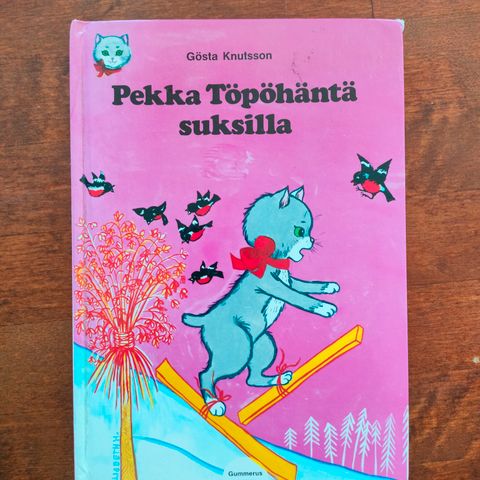 Gösta Knutsson
Pekka Töpöhäntä
suksilla
Gummerus